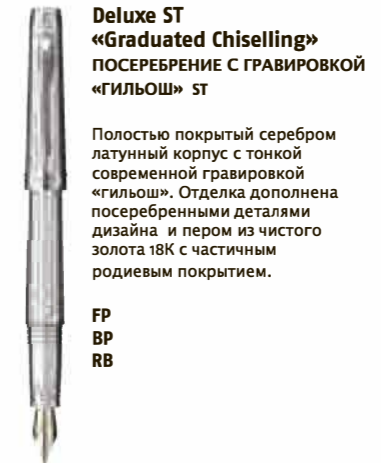 Deluxe ST
«Graduated Chiselling»
ПОСЕРЕБРЕНИЕ С ГРАВИРОВКОЙ
«ГИЛЬОШ» ST
Полостью покрытый серебром
латунный корпус с тонкой
современной гравировкой
«гильош». Отделка дополнена
посеребренными деталями
дизайна и пером из чистого
золота 18К с частичным
родиевым покрытием.
FP
BP
RB